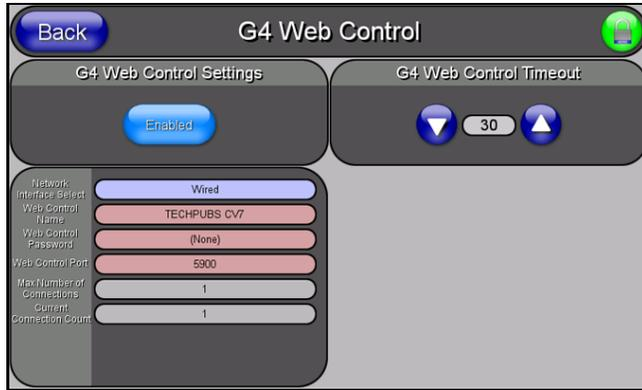 Back
G4 Web Control
G4 Web Control Settings
Enabled
G4 Web Control Timeout
30
Network
Interface Select
Wired
Web Control
Name
TECHPUBS CV7
Web Control
Password
(None)
Web Control Port
5900
Max Number of
Connections
1
Current
Connection Count
1